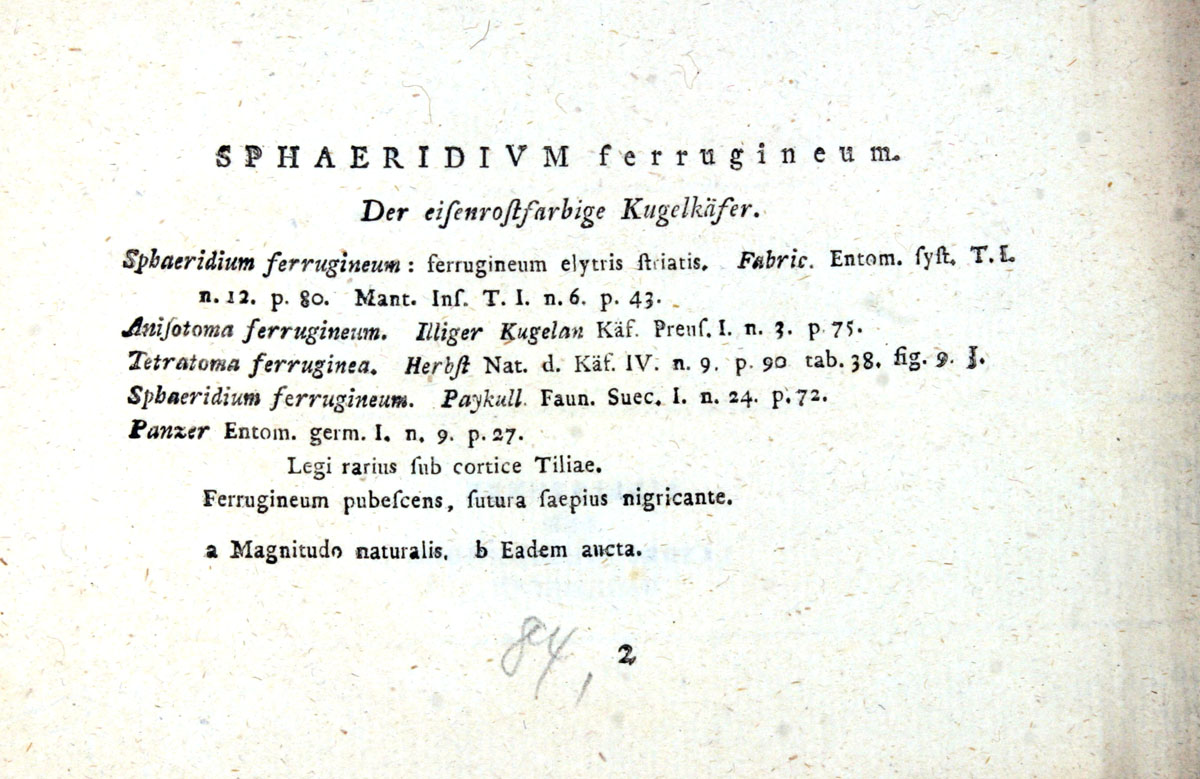 SPHAERIDIVM ferrugineum.
Der eiſenroſtfarbige Kugelkäfer.
Sphaeridium ferrugineum: ferrugineum elytris ſtriatis. Fabric. Entom. ſyſt. T. I.
n. 12. p. 80. Mant. Inſ. T. I. n. 6. p. 43.
Aniſotoma ferrugineum. Illiger Kugelan Käf. Preuſ. I. n. 3. p. 75.
Tetratoma ferruginea. Herbſt Nat. d. Käf. IV. n. 9. p. 90 tab. 38. fig. 9. J.
Sphaeridium ferrugineum. Paykull. Faun. Suec. I. n. 24. p. 72.
Panzer Entom. germ. I. n. 9. p. 27.
Legi rarius ſub cortice Tiliae.
Ferrugineum pubeſcens, ſutura ſaepius nigricante.
a Magnitudo naturalis. b Eadem aucta.
84, 2